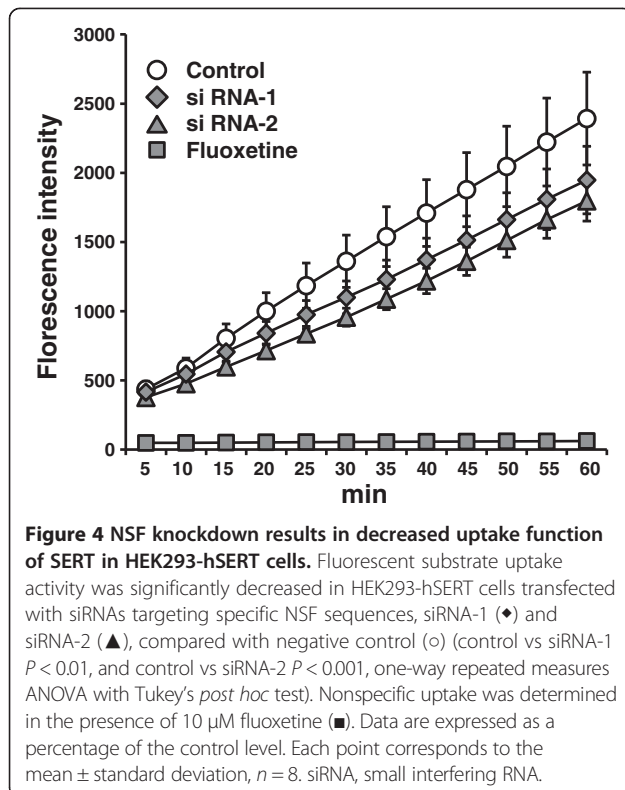 3000
2500
2000
1500
1000
500
0
Florescence intensity
Control
si RNA-1
si RNA-2
Fluoxetine
5 10 15 20 25 30 35 40 45 50 55 60
min
Figure 4 NSF knockdown results in decreased uptake function
of SERT in HEK293-hSERT cells. Fluorescent substrate uptake
activity was significantly decreased in HEK293-hSERT cells transfected
with siRNAs targeting specific NSF sequences, siRNA-1 (◆) and
siRNA-2 (▲), compared with negative control (○) (control vs siRNA-1
P < 0.01, and control vs siRNA-2 P < 0.001, one-way repeated measures
ANOVA with Tukey's post hoc test). Nonspecific uptake was determined
in the presence of 10 μM fluoxetine (■). Data are expressed as a
percentage of the control level. Each point corresponds to the
mean ± standard deviation, n = 8. siRNA, small interfering RNA.